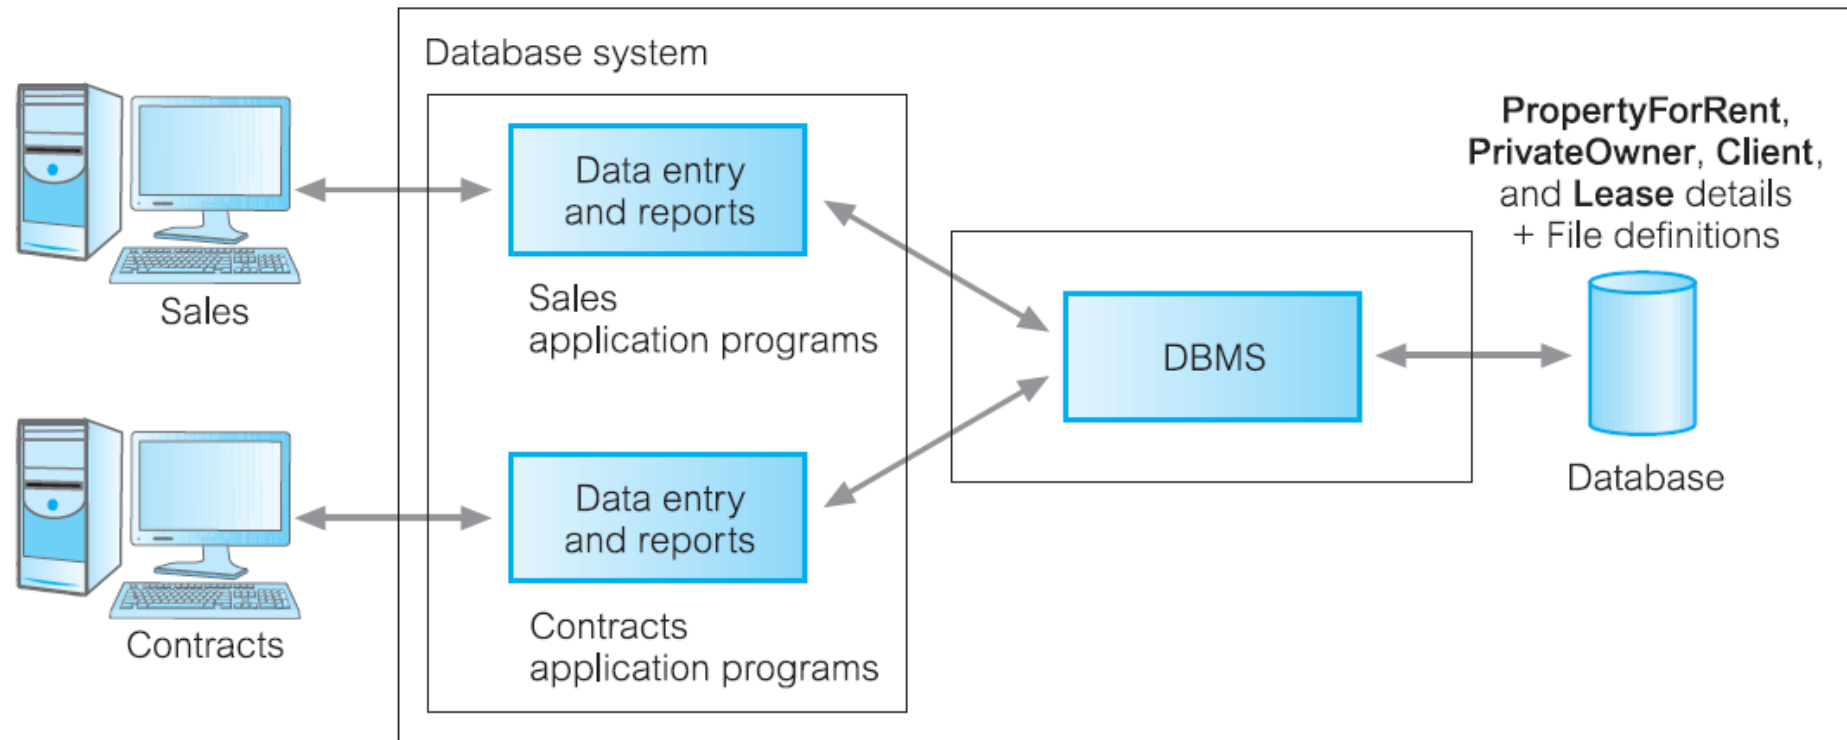 Database system
Sales
Data entry
and reports
Sales
application programs
Contracts
Data entry
and reports
Contracts
application programs
DBMS
PropertyForRent,
PrivateOwner, Client,
and Lease details
+ File definitions
Database